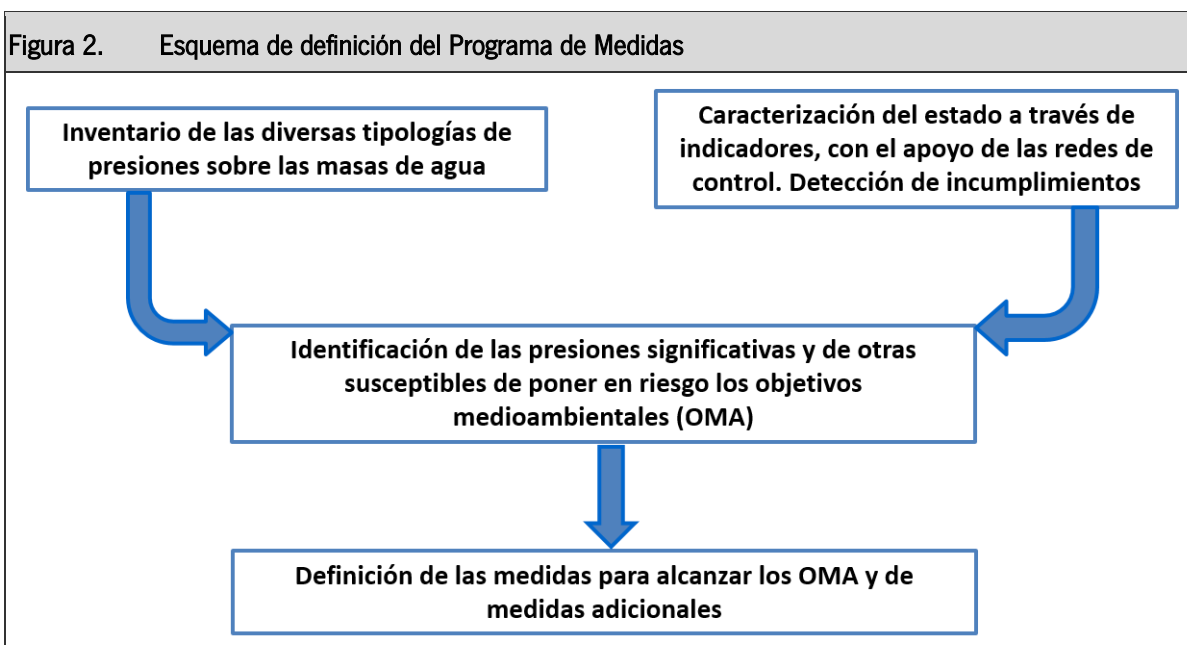 Figura 2. Esquema de definición del Programa de Medidas
Inventario de las diversas tipologías de
presiones sobre las masas de agua
Caracterización del estado a través de
indicadores, con el apoyo de las redes de
control. Detección de incumplimientos
Identificación de las presiones significativas y de otras
susceptibles de poner en riesgo los objetivos
medioambientales (OMA)
Definición de las medidas para alcanzar los OMA y de
medidas adicionales